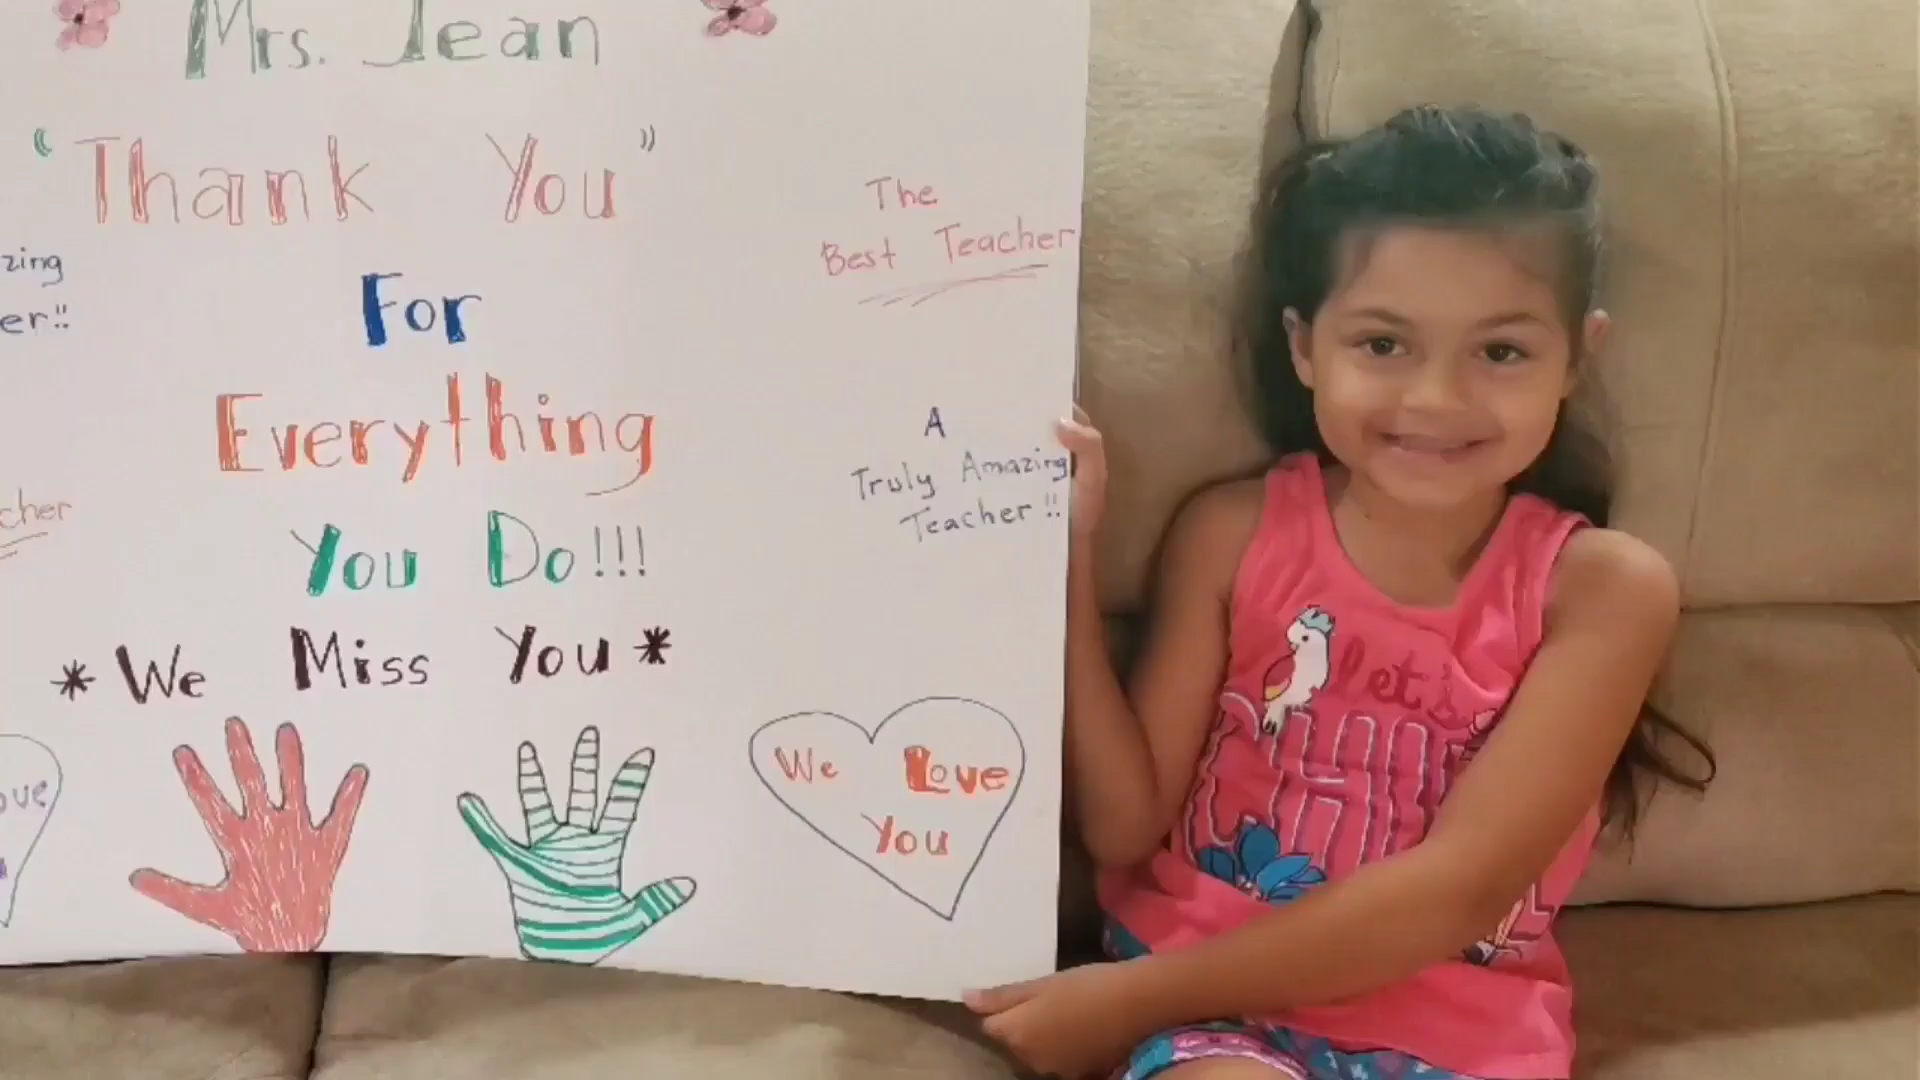 Mrs. Jean
"Thank You"
For
Everything
You Do!!!
* We Miss You *
The
Best Teacher
A
Truly Amazing
Teacher!!
We Love
You
zing
er!!
cher
ove
let's